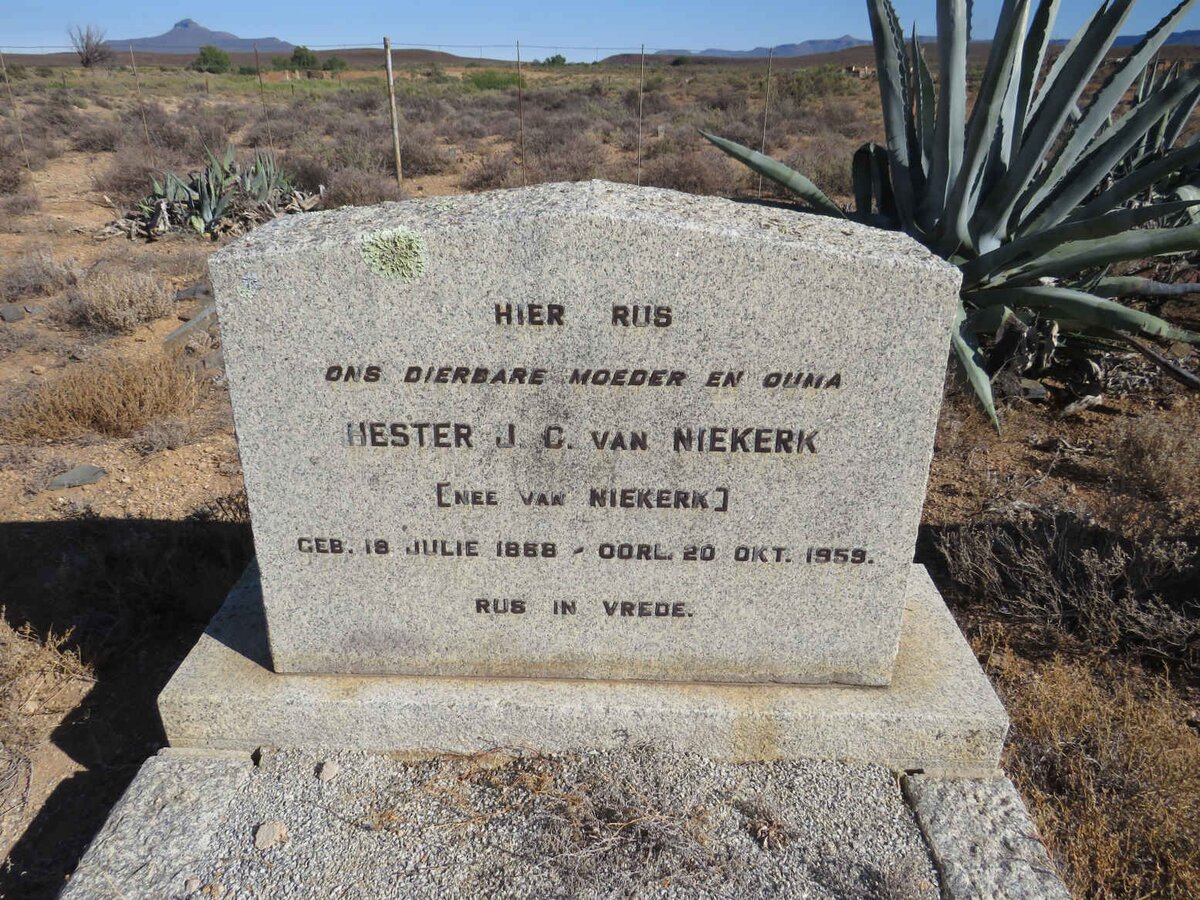 HIER RUS
ONS DIERBARE MOEDER EN OUMA
HESTER J. C. VAN NIEKERK
[NEE VAN NIEKERK]
GEB. 18 JULIE 1868 - OORL. 20 OKT. 1959.
RUS IN VREDE.